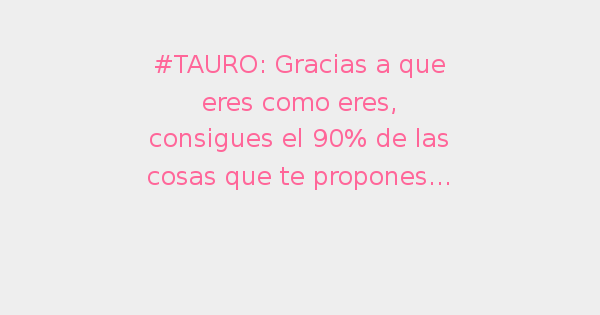 #TAURO: Gracias a que
eres como eres,
consigues el 90% de las
cosas que te propones...